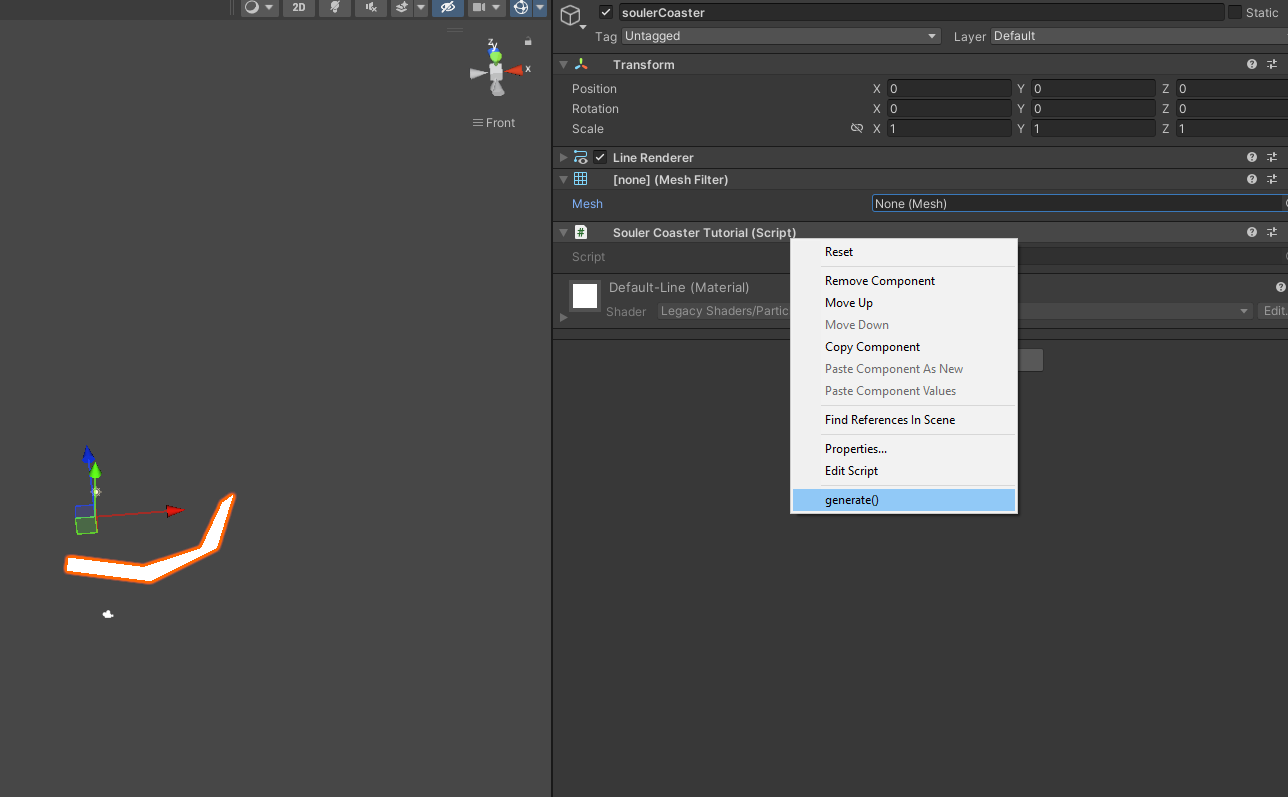 2D
z
y
x
Front
soulerCoaster
Static
Tag Untagged Layer Default
Transform
Position X 0 Y 0 Z 0
Rotation X 0 Y 0 Z 0
Scale X 1 Y 1 Z 1
Line Renderer
[none] (Mesh Filter)
Mesh None (Mesh)
# Souler Coaster Tutorial (Script)
Script
Default-Line (Material)
Shader Legacy Shaders/Partic Edit.
Reset
Remove Component
Move Up
Move Down
Copy Component
Paste Component As New
Paste Component Values
Find References In Scene
Properties...
Edit Script
generate()